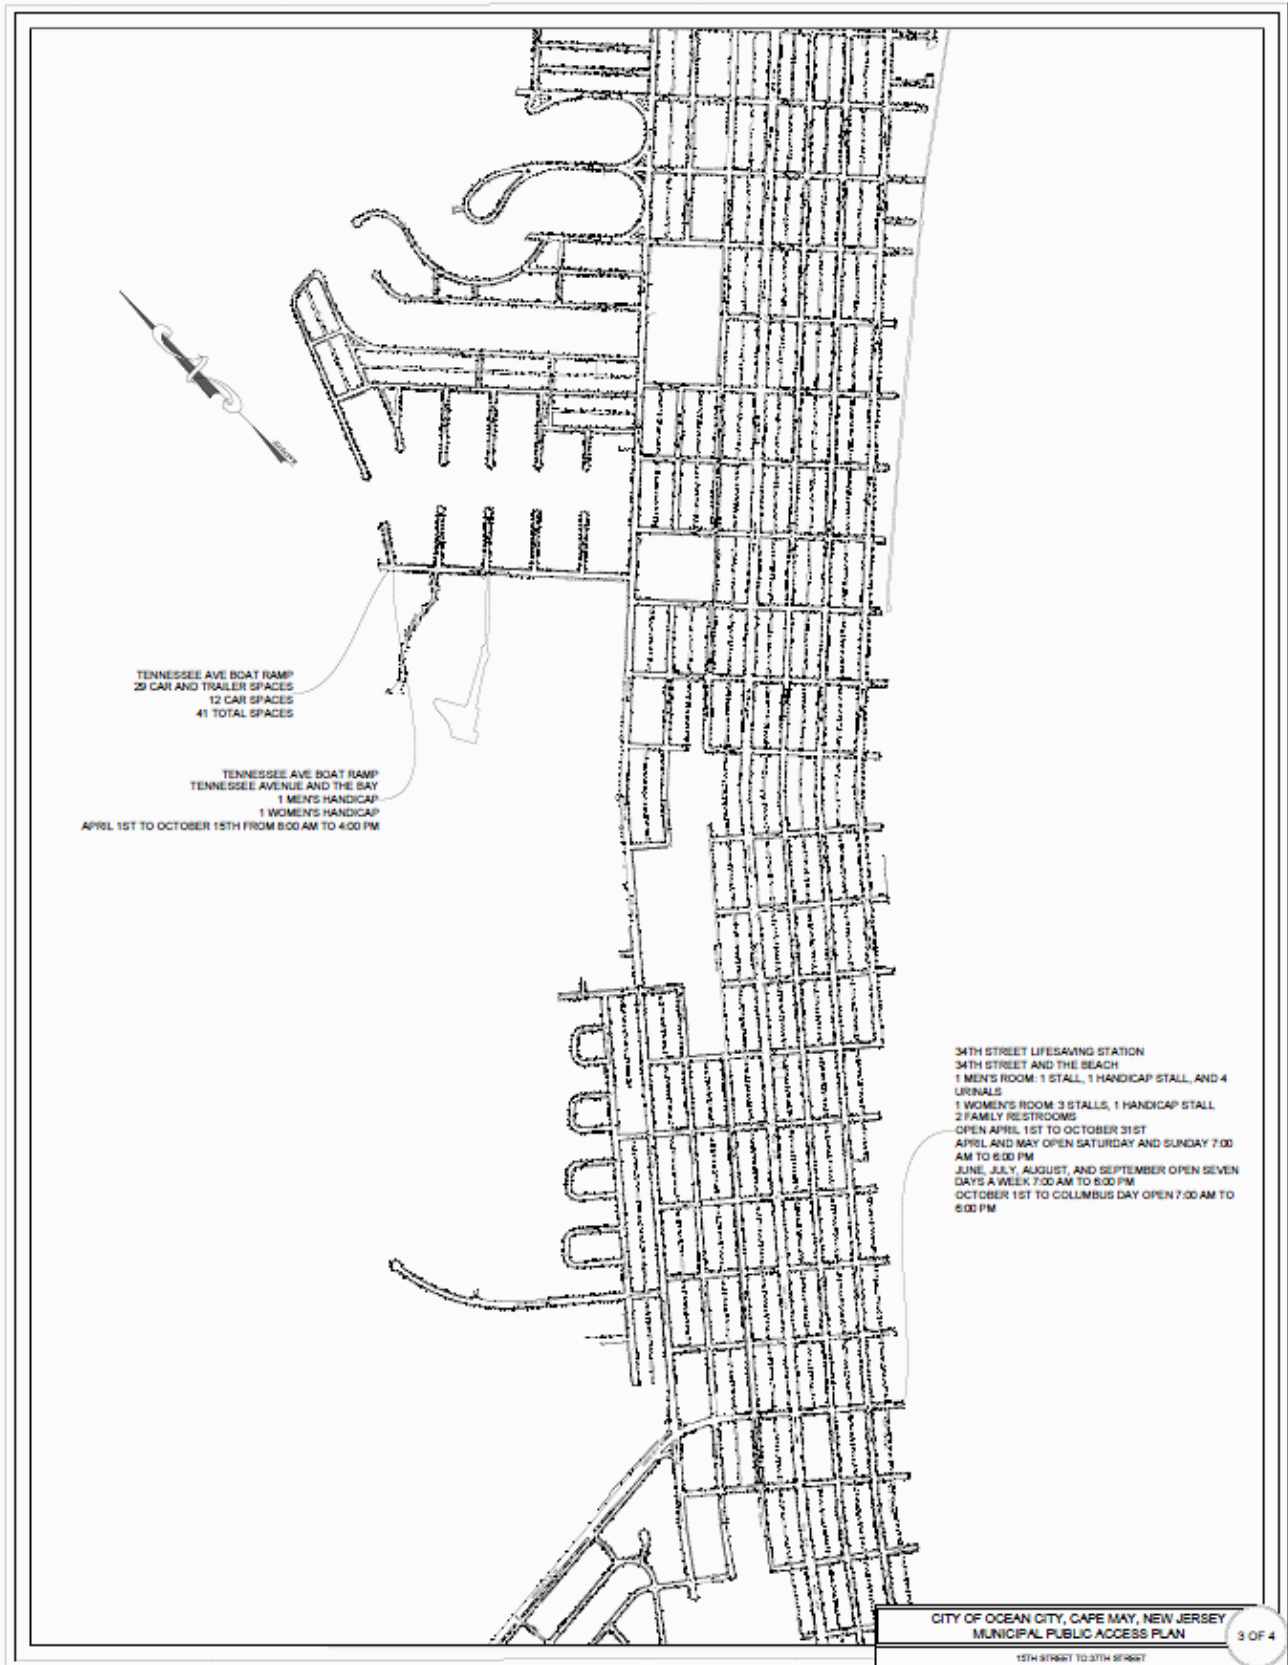 TENNESSEE AVE BOAT RAMP
29 CAR AND TRAILER SPACES
12 CAR SPACES
41 TOTAL SPACES
TENNESSEE AVE BOAT RAMP
TENNESSEE AVENUE AND THE BAY
1 MEN'S HANDICAP
1 WOMEN'S HANDICAP
APRIL 1ST TO OCTOBER 15TH FROM 8:00 AM TO 4:00 PM
34TH STREET LIFESAVING STATION
34TH STREET AND THE BEACH
1 MEN'S ROOM: 1 STALL, 1 HANDICAP STALL, AND 4
URINALS
1 WOMEN'S ROOM: 3 STALLS, 1 HANDICAP STALL
2 FAMILY RESTROOMS
OPEN APRIL 1ST TO OCTOBER 31ST
APRIL AND MAY OPEN SATURDAY AND SUNDAY 7:00
AM TO 6:00 PM
JUNE, JULY, AUGUST, AND SEPTEMBER OPEN SEVEN
DAYS A WEEK 7:00 AM TO 6:00 PM
OCTOBER 1ST TO COLUMBUS DAY OPEN 7:00 AM TO
6:00 PM
CITY OF OCEAN CITY, CAPE MAY, NEW JERSEY
MUNICIPAL PUBLIC ACCESS PLAN
3 OF 4
15TH STREET TO 37TH STREET